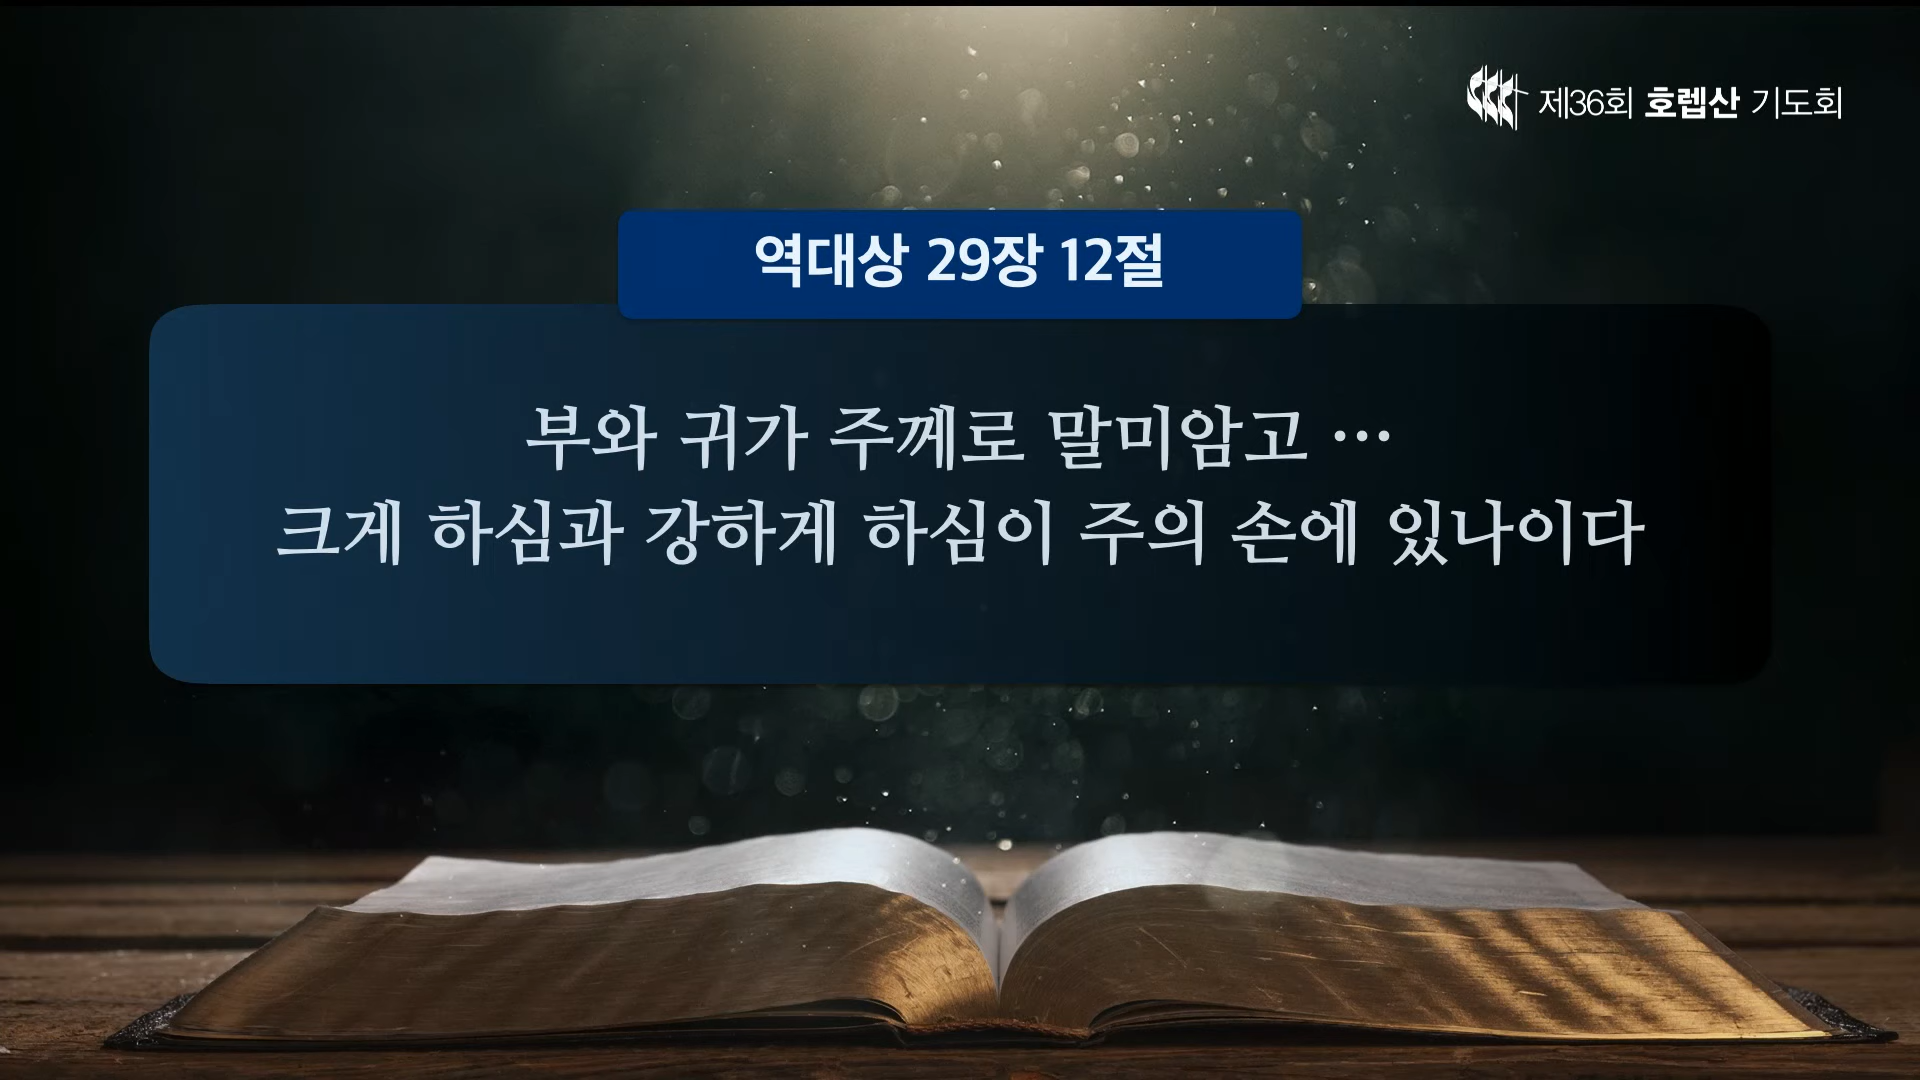 제36회 호렙산 기도회
역대상 29장 12절
부와 귀가 주께로 말미암고 …
크게 하심과 강하게 하심이 주의 손에 있나이다